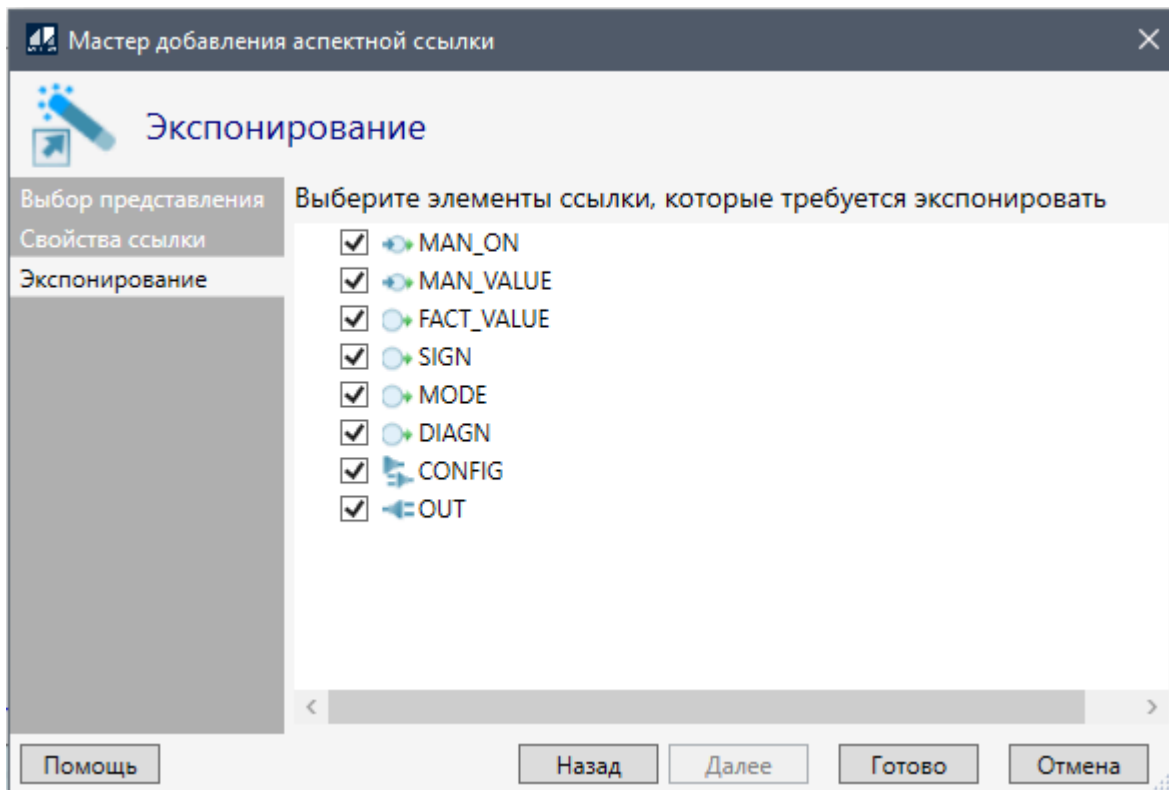 Мастер добавления аспектной ссылки
Экспонирование
Выбор представления
Свойства ссылки
Экспонирование
Выберите элементы ссылки, которые требуется экспонировать
MAN_ON
MAN_VALUE
FACT_VALUE
SIGN
MODE
DIAGN
CONFIG
OUT
Помощь
Назад
Далее
Готово
Отмена